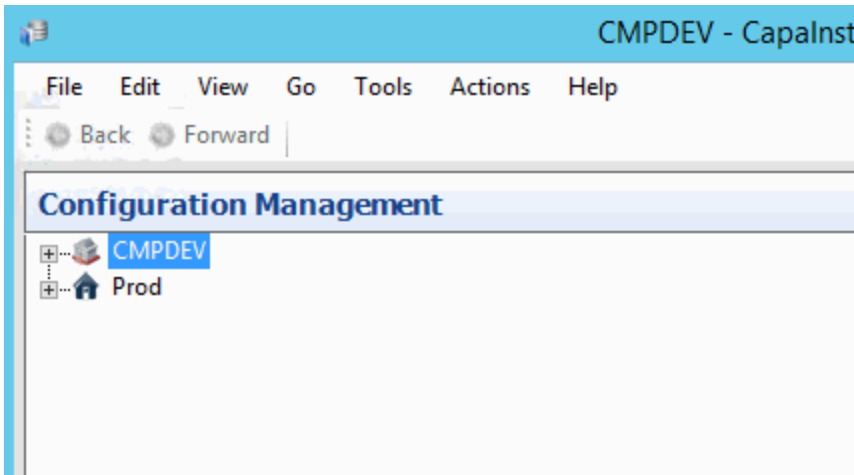 CMPDEV - CapaInst
File Edit View Go Tools Actions Help
Back Forward
Configuration Management
CMPDEV
Prod